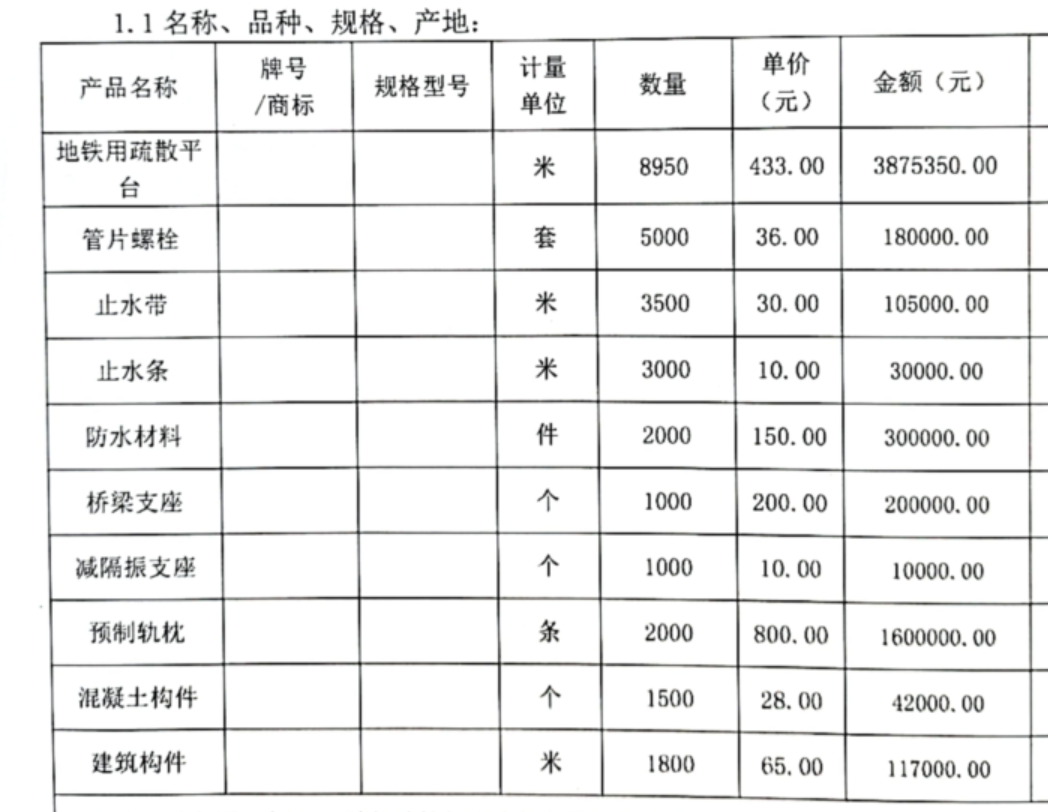 1.1 名称、品种、规格、产地：
产品名称 牌号/商标 规格型号 计量单位 数量 单价（元） 金额（元）
地铁用疏散平台 米 8950 433.00 3875350.00
管片螺栓 套 5000 36.00 180000.00
止水带 米 3500 30.00 105000.00
止水条 米 3000 10.00 30000.00
防水材料 件 2000 150.00 300000.00
桥梁支座 个 1000 200.00 200000.00
减隔振支座 个 1000 10.00 10000.00
预制轨枕 条 2000 800.00 1600000.00
混凝土构件 个 1500 28.00 42000.00
建筑构件 米 1800 65.00 117000.00